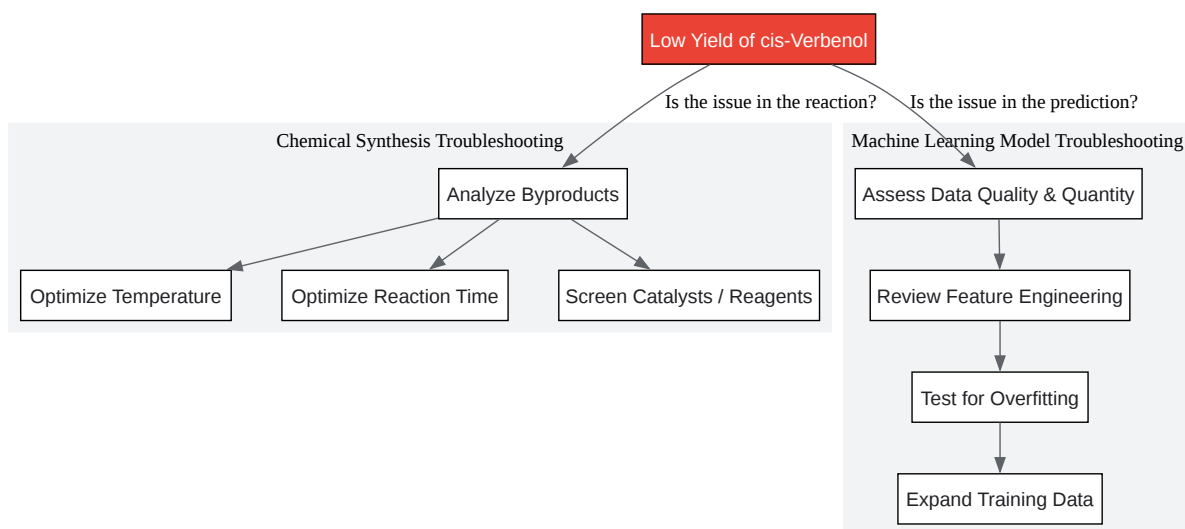 Low Yield of cis-Verbenol
Is the issue in the reaction?
Is the issue in the prediction?
Chemical Synthesis Troubleshooting
Machine Learning Model Troubleshooting
Analyze Byproducts
Assess Data Quality & Quantity
Optimize Temperature
Optimize Reaction Time
Screen Catalysts / Reagents
Review Feature Engineering
Test for Overfitting
Expand Training Data